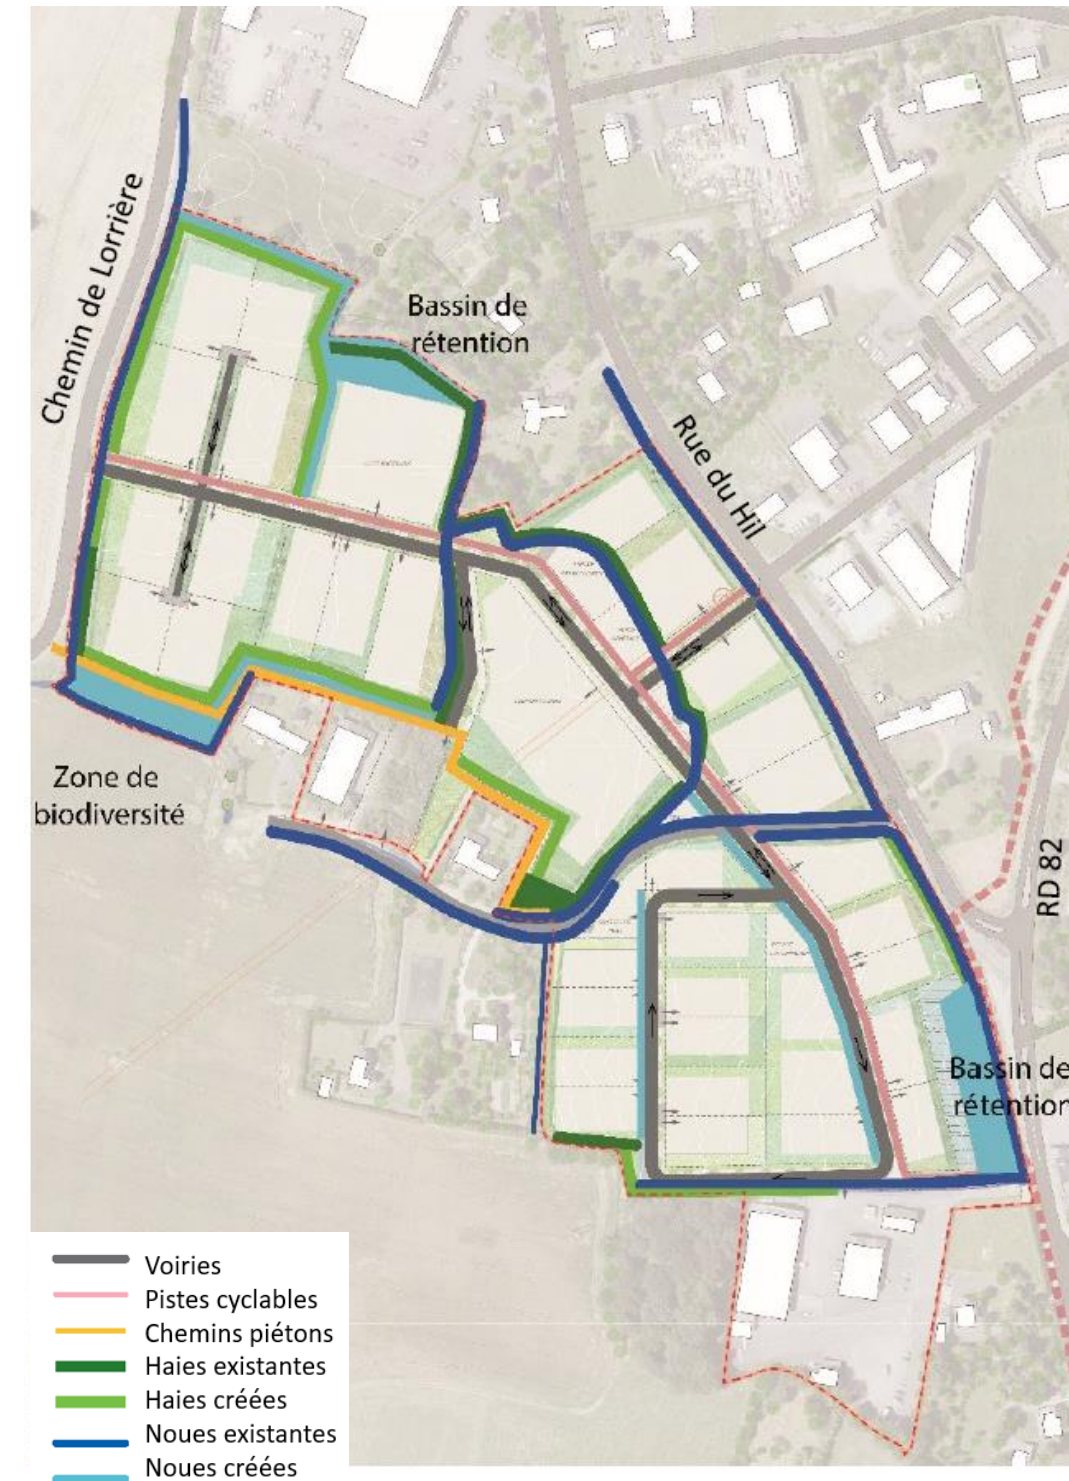 Chemin de Lorrière
Bassin de
rétention
Rue du Hil
Zone de
biodiversité
RD 82
Bassin de
rétention
Voiries
Pistes cyclables
Chemins piétons
Haies existantes
Haies créées
Noues existantes
Noues créées